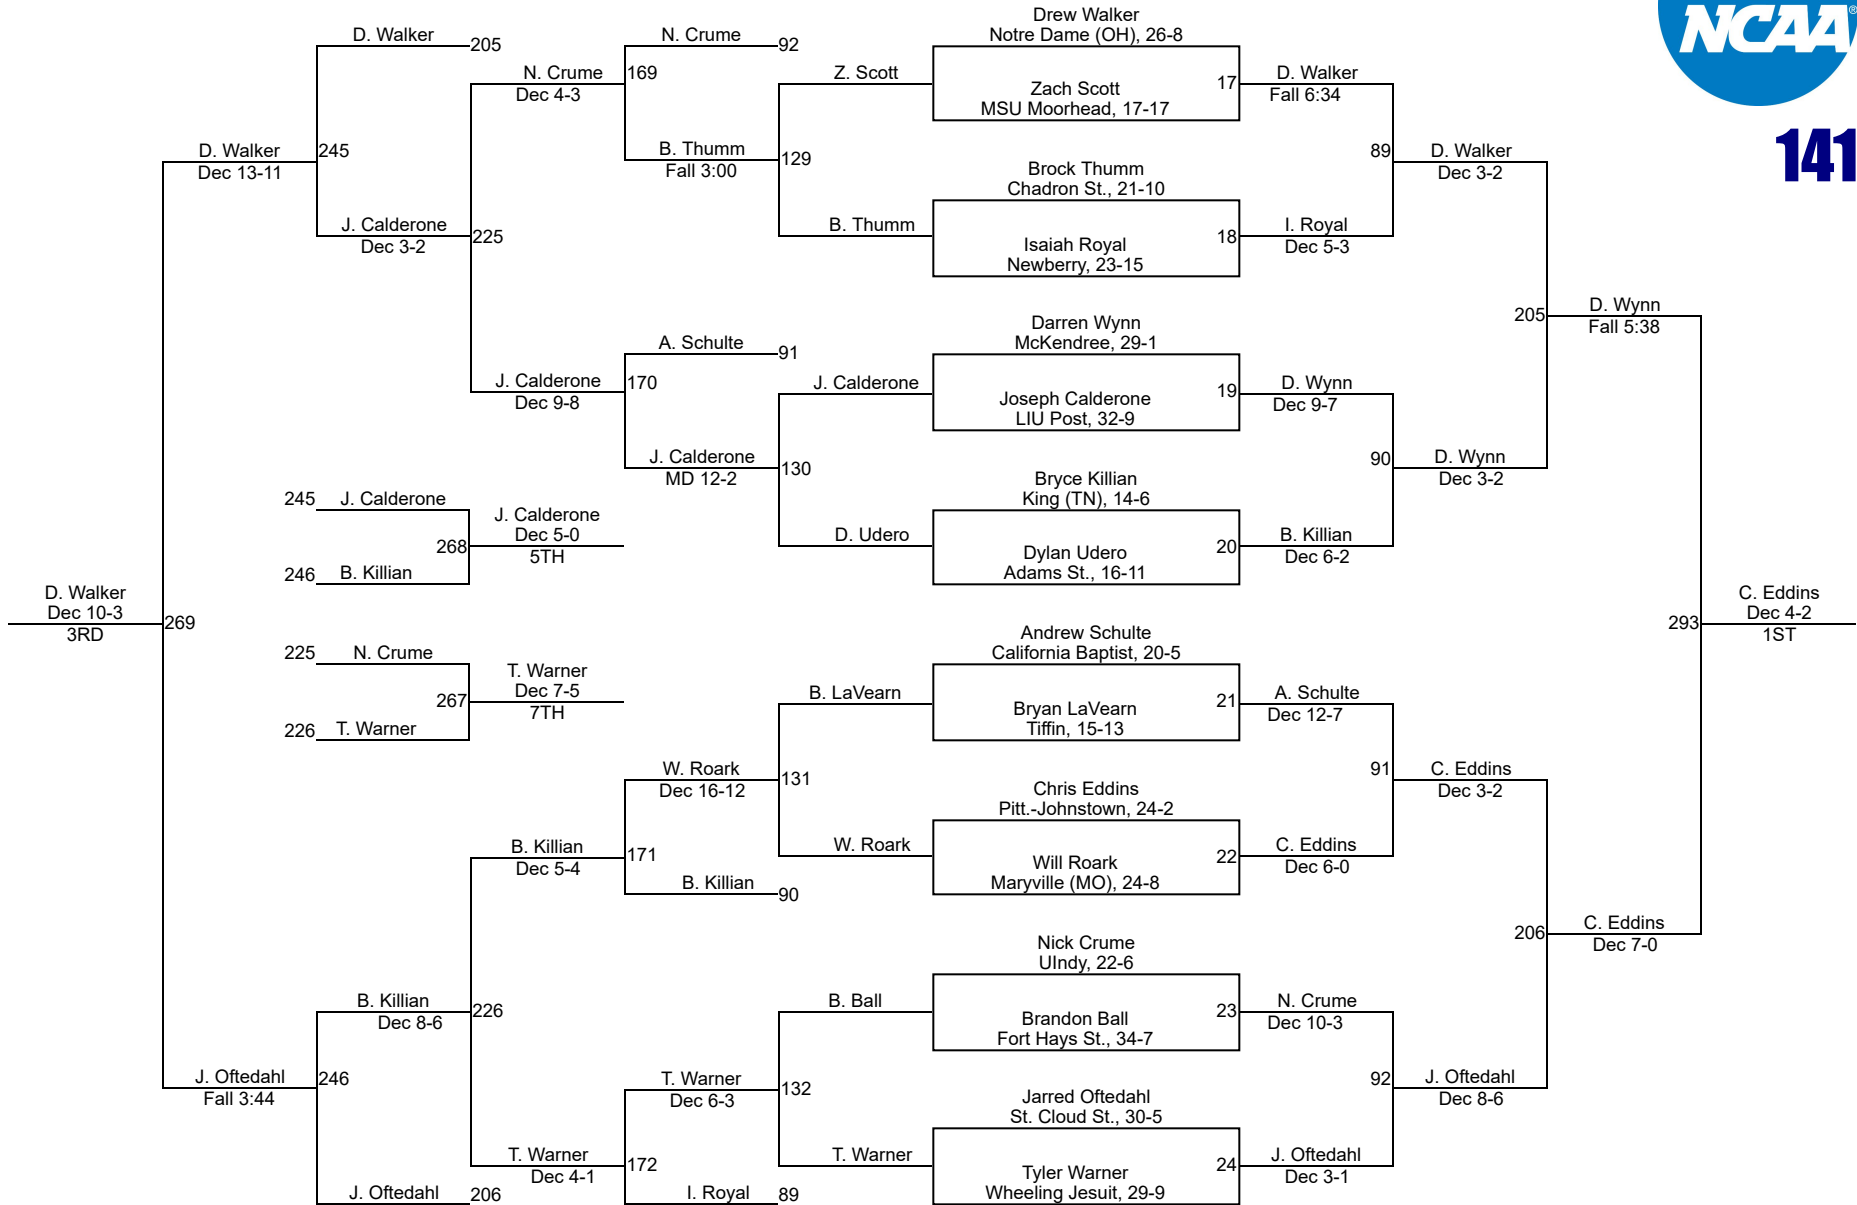 NCAA®
141
Drew Walker
Notre Dame (OH), 26-8
Zach Scott
MSU Moorhead, 17-17
17
D. Walker
Fall 6:34
Brock Thumm
Chadron St., 21-10
Isaiah Royal
Newberry, 23-15
18
I. Royal
Dec 5-3
Darren Wynn
McKendree, 29-1
Joseph Calderone
LIU Post, 32-9
19
D. Wynn
Dec 9-7
Bryce Killian
King (TN), 14-6
Dylan Udero
Adams St., 16-11
20
B. Killian
Dec 6-2
Andrew Schulte
California Baptist, 20-5
Bryan LaVearn
Tiffin, 15-13
21
A. Schulte
Dec 12-7
Chris Eddins
Pitt.-Johnstown, 24-2
Will Roark
Maryville (MO), 24-8
22
C. Eddins
Dec 6-0
Nick Crume
UIndy, 22-6
Brandon Ball
Fort Hays St., 34-7
23
N. Crume
Dec 10-3
Jarred Oftedahl
St. Cloud St., 30-5
Tyler Warner
Wheeling Jesuit, 29-9
24
J. Oftedahl
Dec 3-1
89
D. Walker
Dec 3-2
90
D. Wynn
Dec 3-2
91
C. Eddins
Dec 3-2
92
J. Oftedahl
Dec 8-6
205
D. Wynn
Fall 5:38
206
C. Eddins
Dec 7-0
293
C. Eddins
Dec 4-2
1ST
Z. Scott
B. Thumm
129
B. Thumm
Fall 3:00
J. Calderone
D. Udero
130
J. Calderone
MD 12-2
B. LaVearn
W. Roark
131
W. Roark
Dec 16-12
B. Ball
T. Warner
132
T. Warner
Dec 6-3
N. Crume
92
169
N. Crume
Dec 4-3
A. Schulte
91
170
J. Calderone
Dec 9-8
B. Killian
90
171
B. Killian
Dec 5-4
I. Royal
89
172
T. Warner
Dec 4-1
225
J. Calderone
Dec 3-2
226
B. Killian
Dec 8-6
D. Walker
205
245
D. Walker
Dec 13-11
J. Oftedahl
206
246
J. Oftedahl
Fall 3:44
245
J. Calderone
246
B. Killian
268
J. Calderone
Dec 5-0
5TH
225
N. Crume
226
T. Warner
267
T. Warner
Dec 7-5
7TH
269
D. Walker
Dec 10-3
3RD